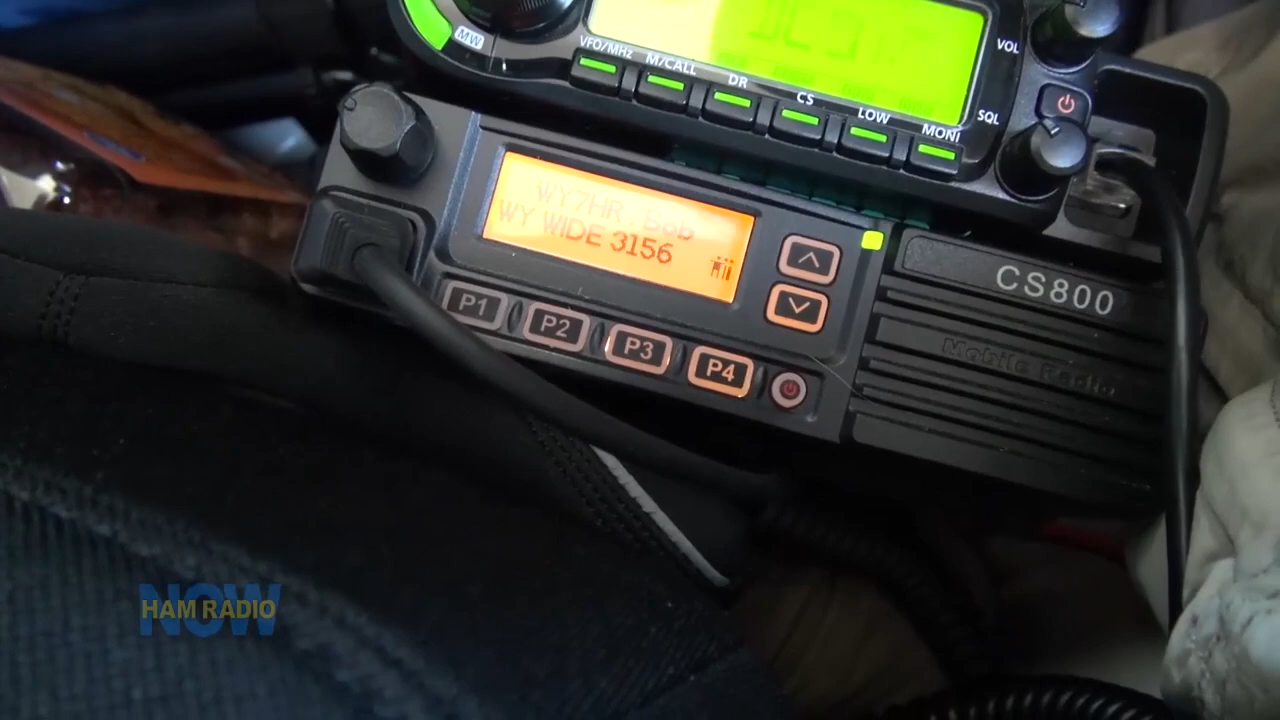 MW
VFO/MHz M/CALL DR CS LOW MONI
VOL
SQL
WY7HR, Bob
WY WIDE 3156
CS800
Mobile Radio
P1 P2 P3 P4
NOW
HAM RADIO